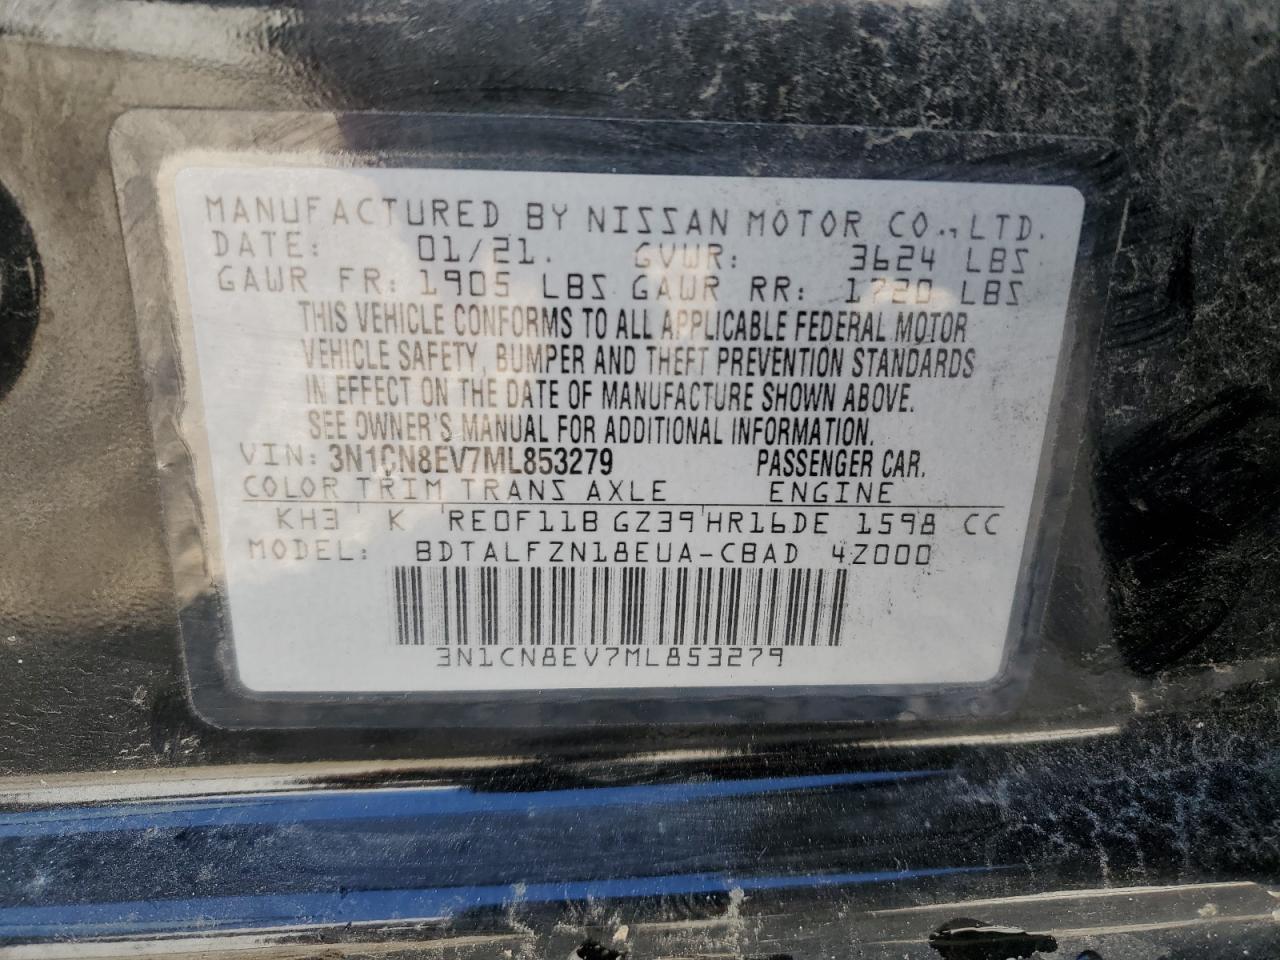 MANUFACTURED BY NISSAN MOTOR CO., LTD.
DATE: 01/21. GVWR: 3624 LBS
GAWR FR: 1905 LBS GAWR RR: 1720 LBS
THIS VEHICLE CONFORMS TO ALL APPLICABLE FEDERAL MOTOR
VEHICLE SAFETY, BUMPER AND THEFT PREVENTION STANDARDS
IN EFFECT ON THE DATE OF MANUFACTURE SHOWN ABOVE.
SEE OWNER'S MANUAL FOR ADDITIONAL INFORMATION.
VIN: 3N1CN8EV7ML853279 PASSENGER CAR.
COLOR TRIM TRANS AXLE ENGINE
KH3 K RE0F11B GZ39 HR16DE 1598 CC
MODEL: BDTALFZN18EUA-CBAD 4Z000
3N1CN8EV7ML853279